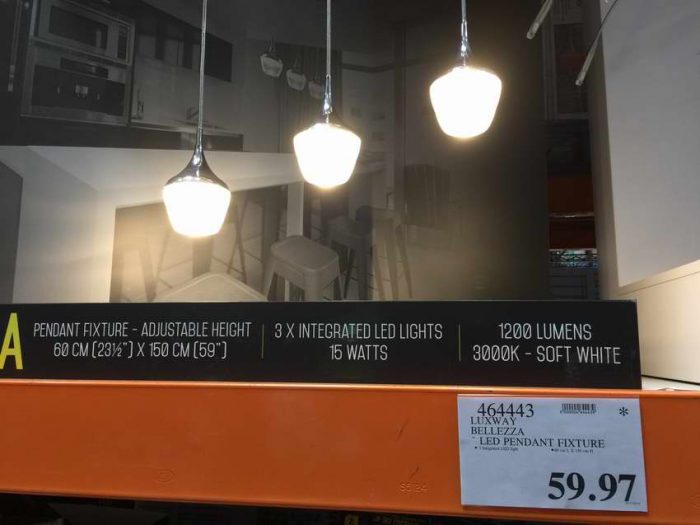 A
PENDANT FIXTURE - ADJUSTABLE HEIGHT
60 CM (23½") X 150 CM (59")
3 X INTEGRATED LED LIGHTS
15 WATTS
1200 LUMENS
3000K - SOFT WHITE
464443 *
LUXWAY
BELLEZZA
LED PENDANT FIXTURE
59.97